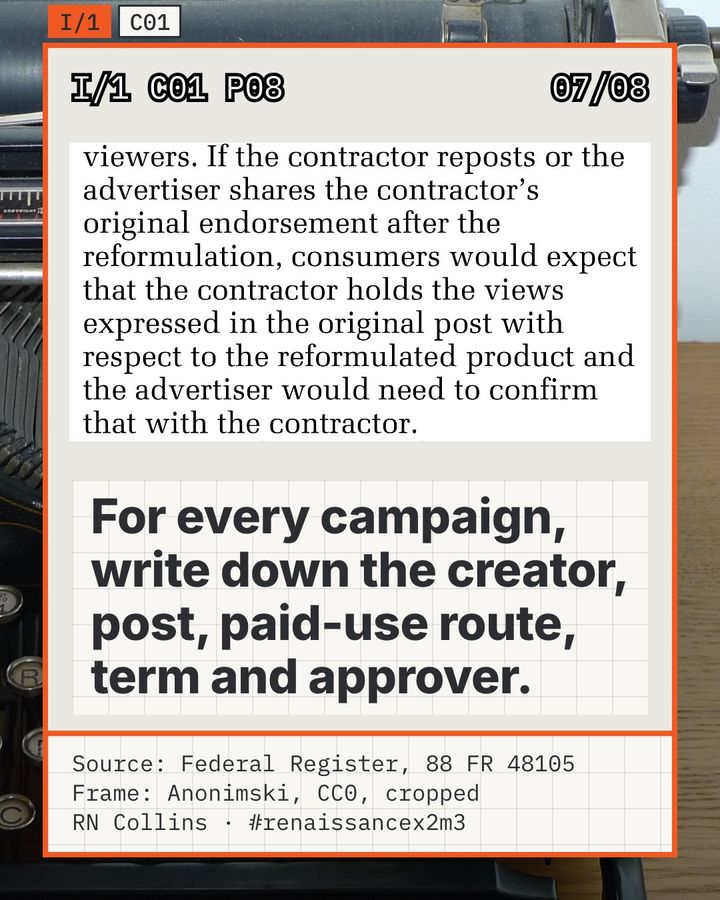 I/1 C01
I/1 C01 P08 07/08
viewers. If the contractor reposts or the
advertiser shares the contractor’s
original endorsement after the
reformulation, consumers would expect
that the contractor holds the views
expressed in the original post with
respect to the reformulated product and
the advertiser would need to confirm
that with the contractor.
For every campaign,
write down the creator,
post, paid-use route,
term and approver.
Source: Federal Register, 88 FR 48105
Frame: Anonimski, CC0, cropped
RN Collins · #renaissancex2m3
COPYRIGHT
R
C